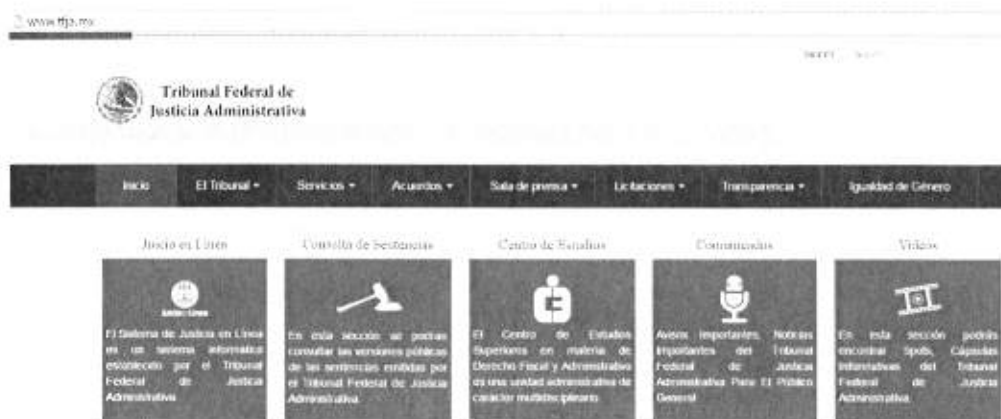 www.tfja.mx
Tribunal Federal de
Justicia Administrativa
Inicio El Tribunal Servicios Acuerdos Sala de prensa Licitaciones Transparencia Igualdad de Género
Juicio en Línea
El Sistema de Justicia en Línea
es un sistema informático
establecido por el Tribunal
Federal de Justicia
Administrativa
Consulta de Sentencias
En esta sección se podrán
consultar las versiones públicas
de las sentencias emitidas por
el Tribunal Federal de Justicia
Administrativa
Centro de Estudios
El Centro de Estudios
Superiores en materia de
Derecho Fiscal y Administrativo
es una unidad administrativa de
carácter multidisciplinario
Comunicados
Avisos Importantes, Noticias
Importantes del Tribunal
Federal de Justicia
Administrativa Para El Público
General
Videos
En esta sección podrás
encontrar Spots, Cápsulas
Informativas del Tribunal
Federal de Justicia
Administrativa.